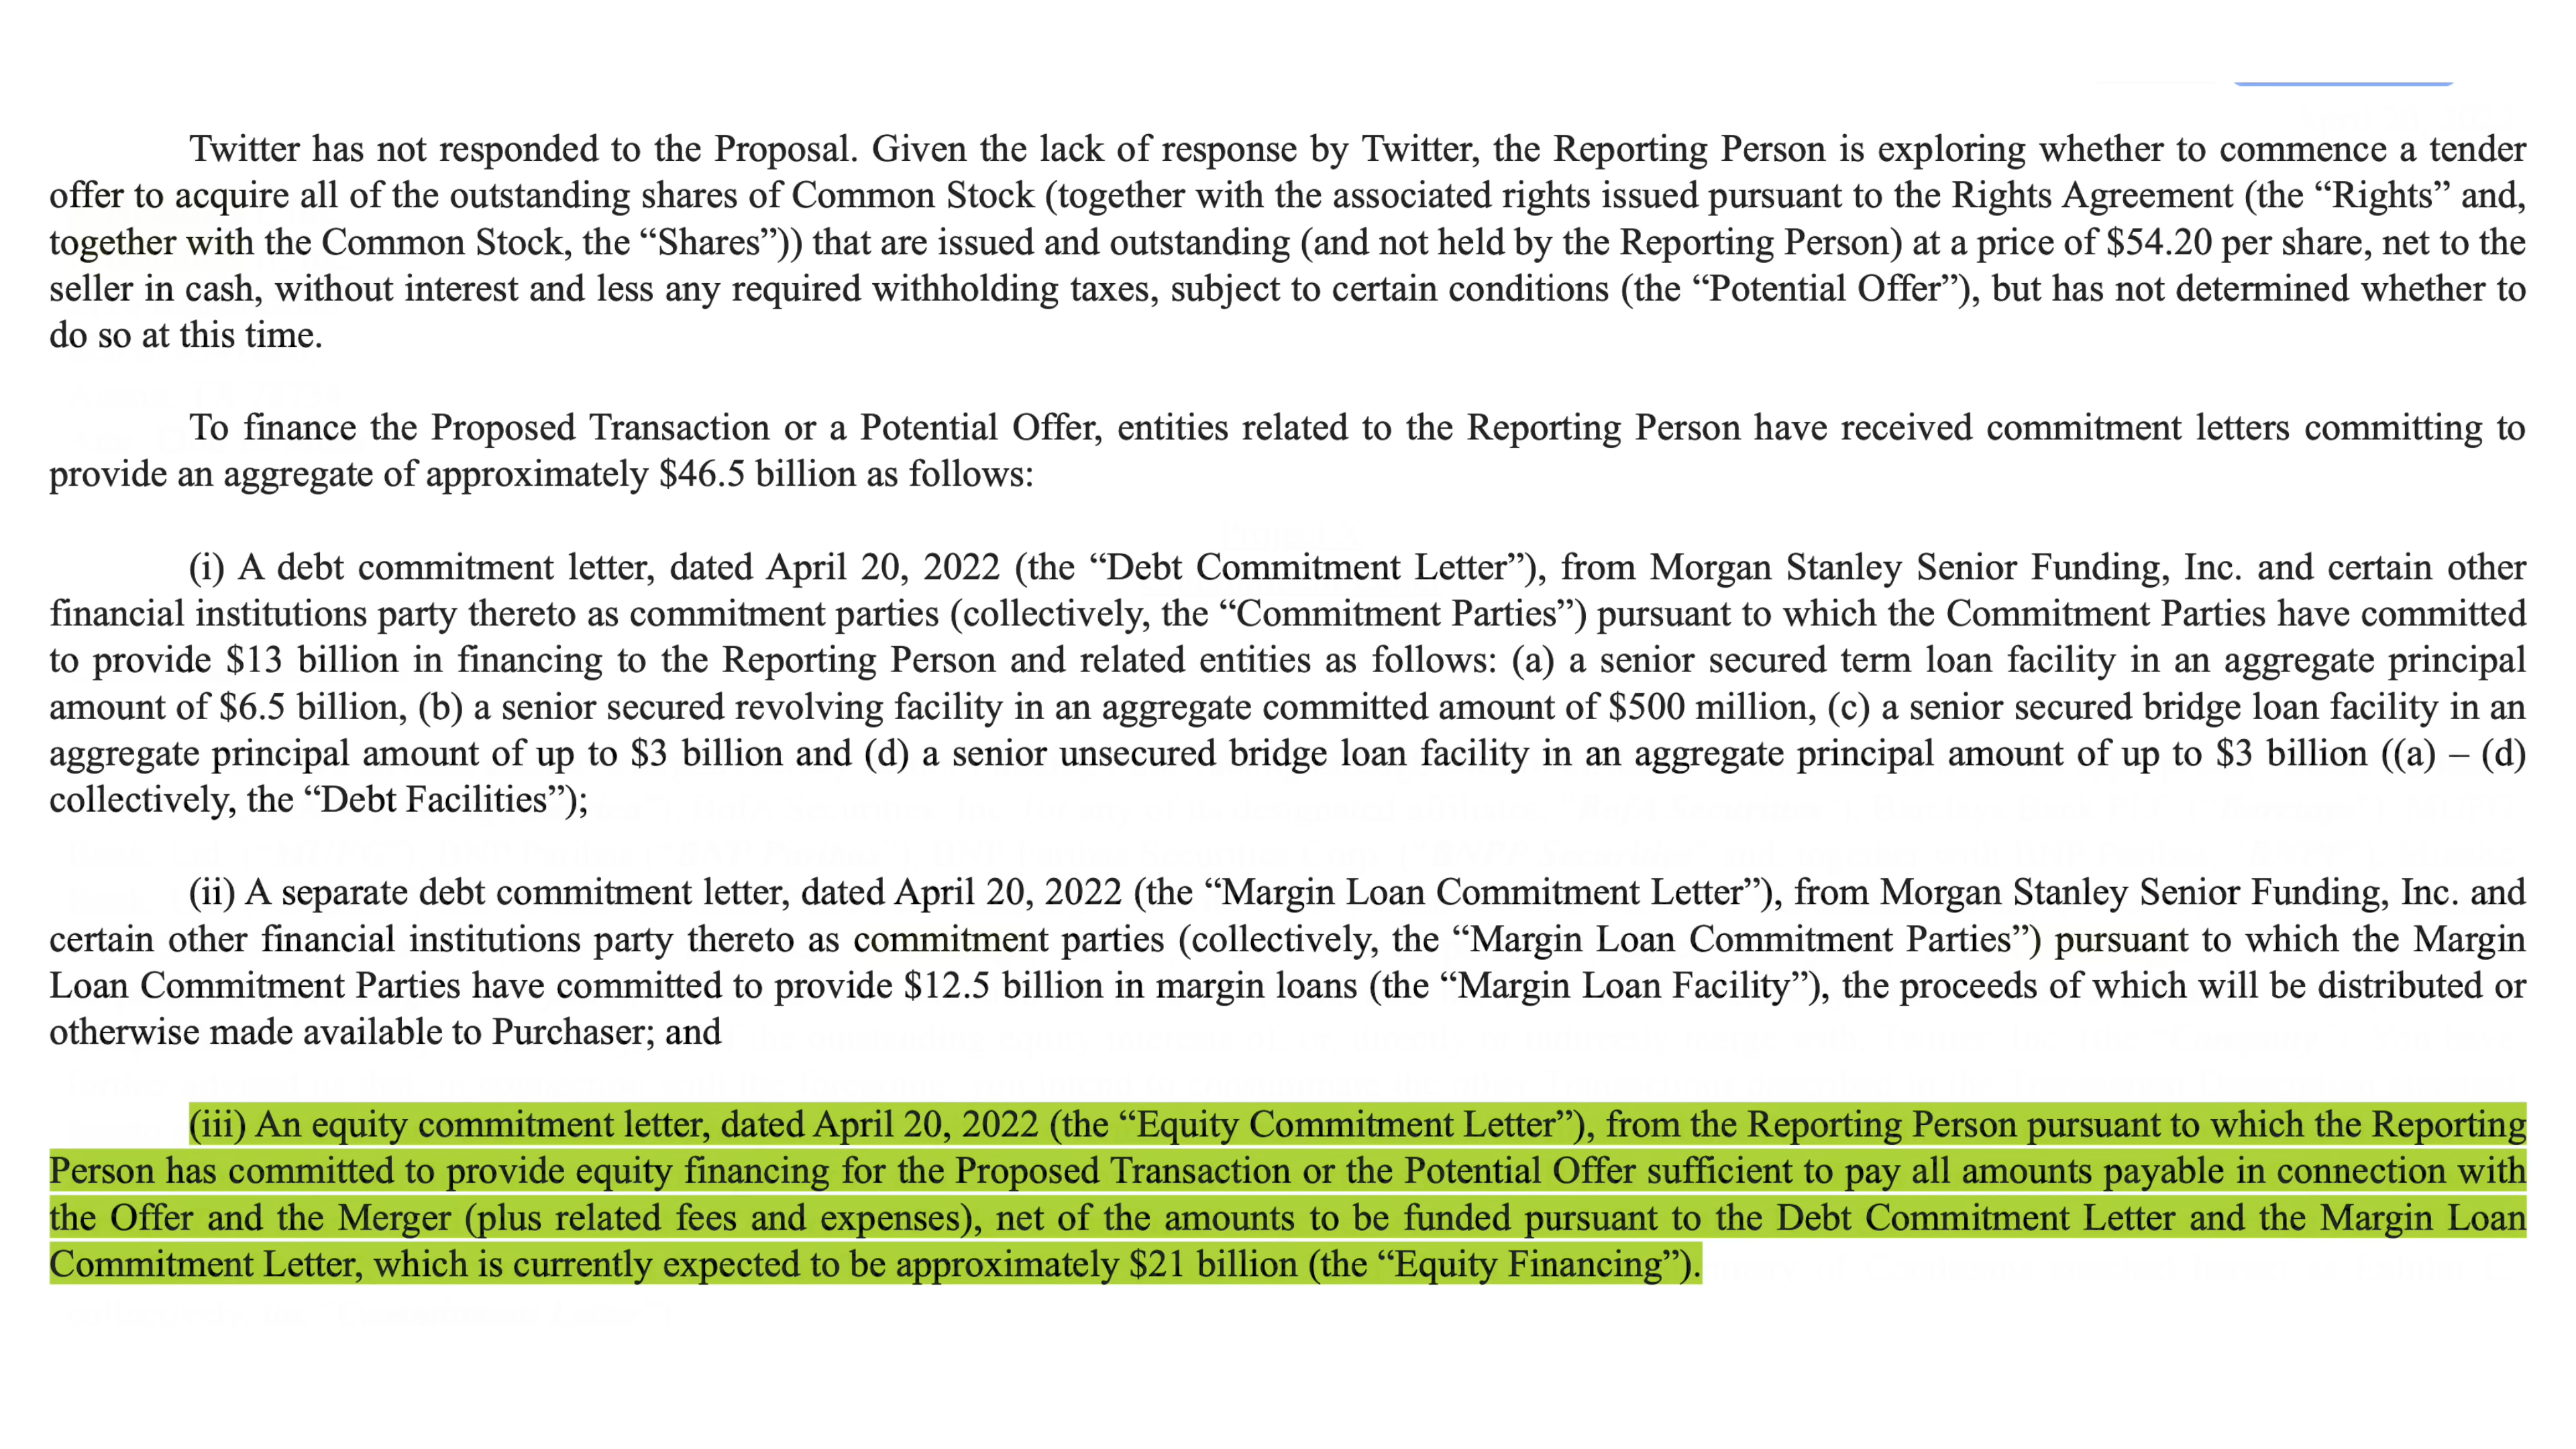 Twitter has not responded to the Proposal. Given the lack of response by Twitter, the Reporting Person is exploring whether to commence a tender
offer to acquire all of the outstanding shares of Common Stock (together with the associated rights issued pursuant to the Rights Agreement (the “Rights” and,
together with the Common Stock, the “Shares”)) that are issued and outstanding (and not held by the Reporting Person) at a price of $54.20 per share, net to the
seller in cash, without interest and less any required withholding taxes, subject to certain conditions (the “Potential Offer”), but has not determined whether to
do so at this time.
To finance the Proposed Transaction or a Potential Offer, entities related to the Reporting Person have received commitment letters committing to
provide an aggregate of approximately $46.5 billion as follows:
(i) A debt commitment letter, dated April 20, 2022 (the “Debt Commitment Letter”), from Morgan Stanley Senior Funding, Inc. and certain other
financial institutions party thereto as commitment parties (collectively, the “Commitment Parties”) pursuant to which the Commitment Parties have committed
to provide $13 billion in financing to the Reporting Person and related entities as follows: (a) a senior secured term loan facility in an aggregate principal
amount of $6.5 billion, (b) a senior secured revolving facility in an aggregate committed amount of $500 million, (c) a senior secured bridge loan facility in an
aggregate principal amount of up to $3 billion and (d) a senior unsecured bridge loan facility in an aggregate principal amount of up to $3 billion ((a) – (d)
collectively, the “Debt Facilities”);
(ii) A separate debt commitment letter, dated April 20, 2022 (the “Margin Loan Commitment Letter”), from Morgan Stanley Senior Funding, Inc. and
certain other financial institutions party thereto as commitment parties (collectively, the “Margin Loan Commitment Parties”) pursuant to which the Margin
Loan Commitment Parties have committed to provide $12.5 billion in margin loans (the “Margin Loan Facility”), the proceeds of which will be distributed or
otherwise made available to Purchaser; and
(iii) An equity commitment letter, dated April 20, 2022 (the “Equity Commitment Letter”), from the Reporting Person pursuant to which the Reporting
Person has committed to provide equity financing for the Proposed Transaction or the Potential Offer sufficient to pay all amounts payable in connection with
the Offer and the Merger (plus related fees and expenses), net of the amounts to be funded pursuant to the Debt Commitment Letter and the Margin Loan
Commitment Letter, which is currently expected to be approximately $21 billion (the “Equity Financing”).